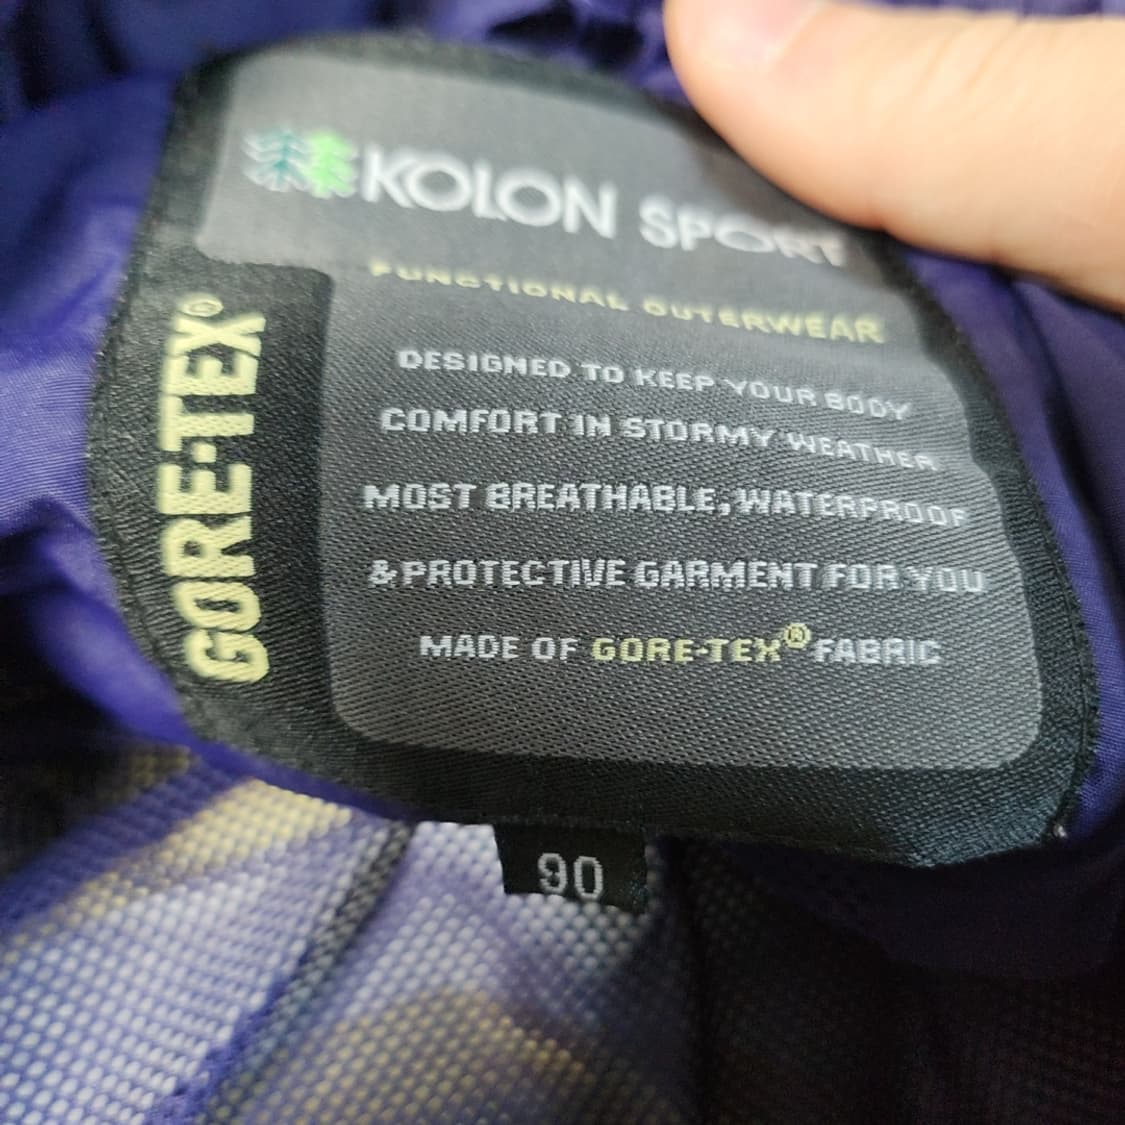 KOLON SPORT
FUNCTIONAL OUTERWEAR
DESIGNED TO KEEP YOUR BODY
COMFORT IN STORMY WEATHER
MOST BREATHABLE, WATERPROOF
& PROTECTIVE GARMENT FOR YOU
MADE OF GORE-TEX® FABRIC
GORE-TEX®
90